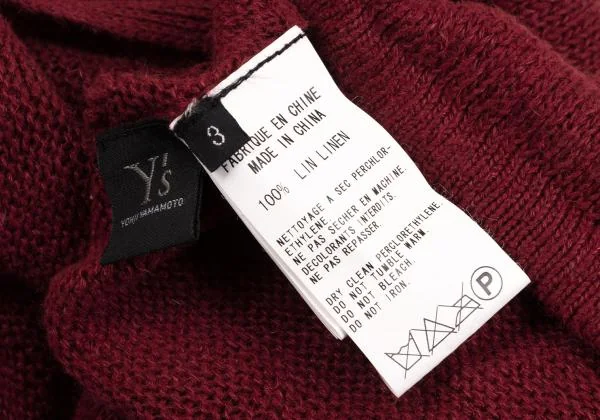 Y's
YOHJI YAMAMOTO
3
FABRIQUE EN CHINE
MADE IN CHINA
100% LIN LINEN
NETTOYAGE A SEC PERCHLOR-
ETHYLENE.
NE PAS SECHER EN MACHINE.
DECOLORANTS INTERDITS.
NE PAS REPASSER.
DRY CLEAN PERCLORETHYLENE.
DO NOT TUMBLE WARM.
DO NOT BLEACH.
DO NOT IRON.
P